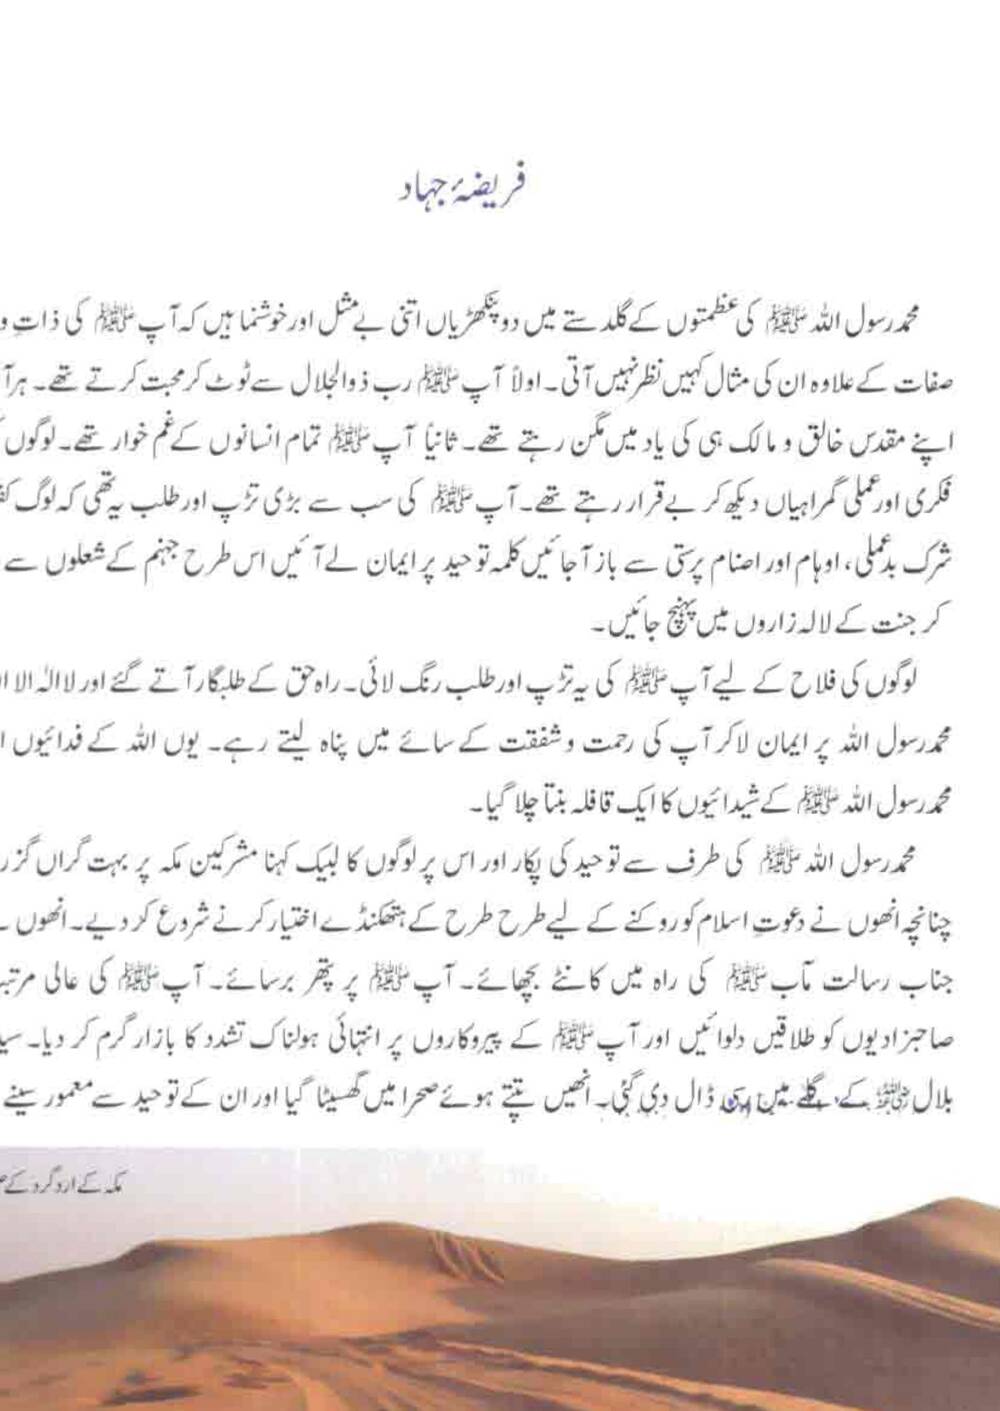 فریضۂ جہاد
محمد رسول اللہ ﷺ کی عظمتوں کے گلدستے میں دو پنکھڑیاں اتنی بے مثل اور خوشنما ہیں کہ آپ ﷺ کی ذات و
صفات کے علاوہ ان کی مثال کہیں نظر نہیں آتی۔ اولاً آپ ﷺ رب ذوالجلال سے ٹوٹ کر محبت کرتے تھے۔ ہر آ
اپنے مقدس خالق و مالک ہی کی یاد میں مگن رہتے تھے۔ ثانیاً آپ ﷺ تمام انسانوں کے غم خوار تھے۔ لوگوں
فکری اور عملی گمراہیاں دیکھ کر بے قرار رہتے تھے۔ آپ ﷺ کی سب سے بڑی تڑپ اور طلب یہ تھی کہ لوگ
شرک بدعملی، اوہام اور اصنام پرستی سے باز آ جائیں کلمہ توحید پر ایمان لے آئیں اس طرح جہنم کے شعلوں سے
کر جنت کے لالہ زاروں میں پہنچ جائیں۔
لوگوں کی فلاح کے لیے آپ ﷺ کی یہ تڑپ اور طلب رنگ لائی۔ راہ حق کے طلبگار آتے گئے اور لا الٰہ الا
محمد رسول اللہ پر ایمان لا کر آپ کی رحمت و شفقت کے سائے میں پناہ لیتے رہے۔ یوں اللہ کے فدائیوں
محمد رسول اللہ ﷺ کے شیدائیوں کا ایک قافلہ بنتا چلا گیا۔
محمد رسول اللہ ﷺ کی طرف سے توحید کی پکار اور اس پر لوگوں کا لبیک کہنا مشرکین مکہ پر بہت گراں گزر
چنانچہ انھوں نے دعوتِ اسلام کو روکنے کے لیے طرح طرح کے ہتھکنڈے اختیار کرنے شروع کر دیے۔ انھوں
جناب رسالت مآب ﷺ کی راہ میں کانٹے بچھائے۔ آپ ﷺ پر پتھر برسائے۔ آپ ﷺ کی عالی
صاحبزادیوں کو طلاقیں دلوائیں اور آپ ﷺ کے پیروکاروں پر انتہائی ہولناک تشدد کا بازار گرم کر دیا۔
بلال رضی اللہ عنہ کے گلے میں رسی ڈال دی گئی۔ انھیں تپتے ہوئے صحرا میں گھسیٹا گیا اور ان کے توحید سے معمور سینے
مکہ کے اردگرد کے